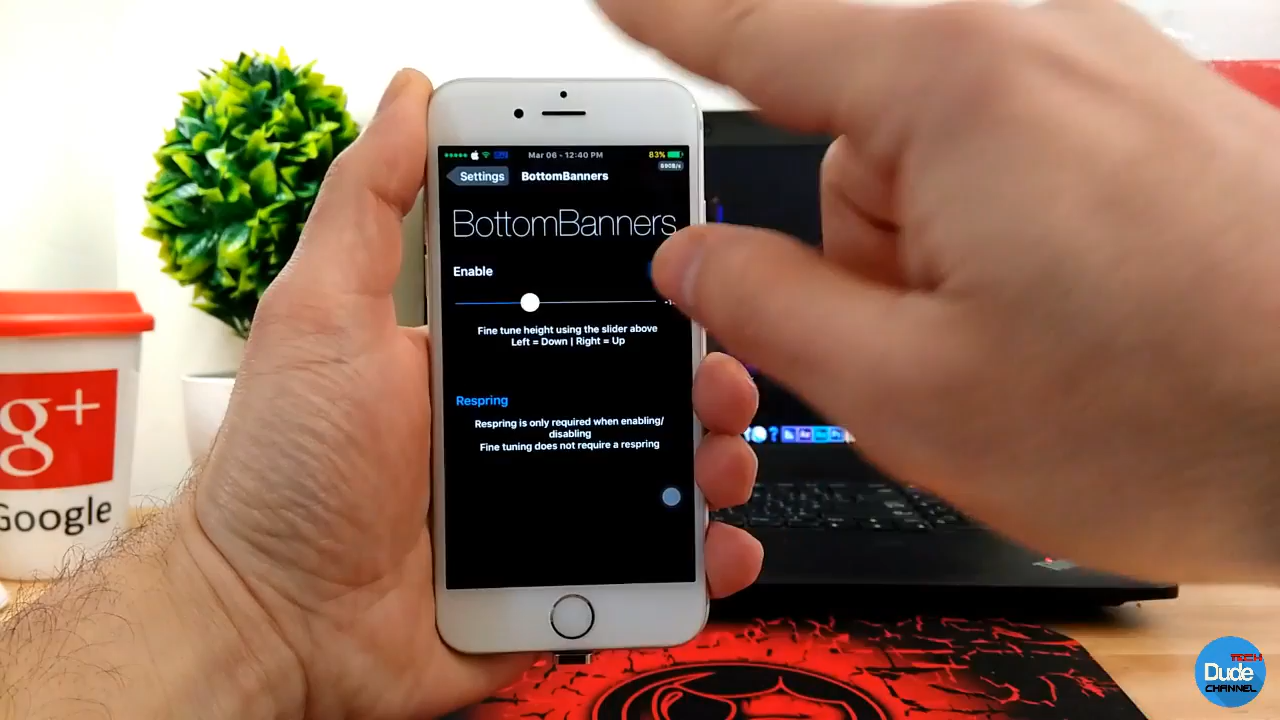 Mar 06 - 12:40 PM
83%
Settings
BottomBanners
BottomBanners
Enable
Fine tune height using the slider above
Left = Down | Right = Up
Respring
Respring is only required when enabling/
disabling
Fine tuning does not require a respring
g+
Google
TECH
Dude
CHANNEL